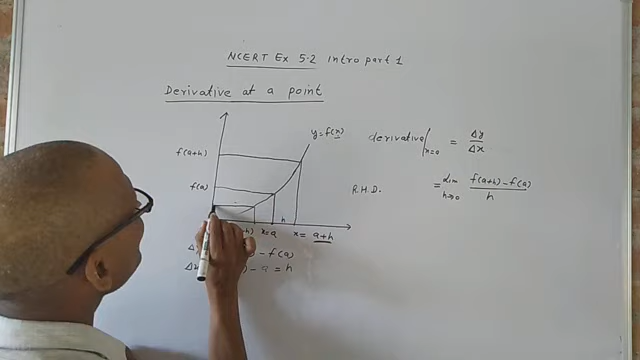 NCERT Ex 5.2 Intro part 1
Derivative at a point
y=f(x)
f(a+h)
f(a)
h
x=a
x= a+h
derivative|x=a = Δy/Δx
R.H.D. = lim h→0 f(a+h) - f(a) / h
- f(a)
- a = h